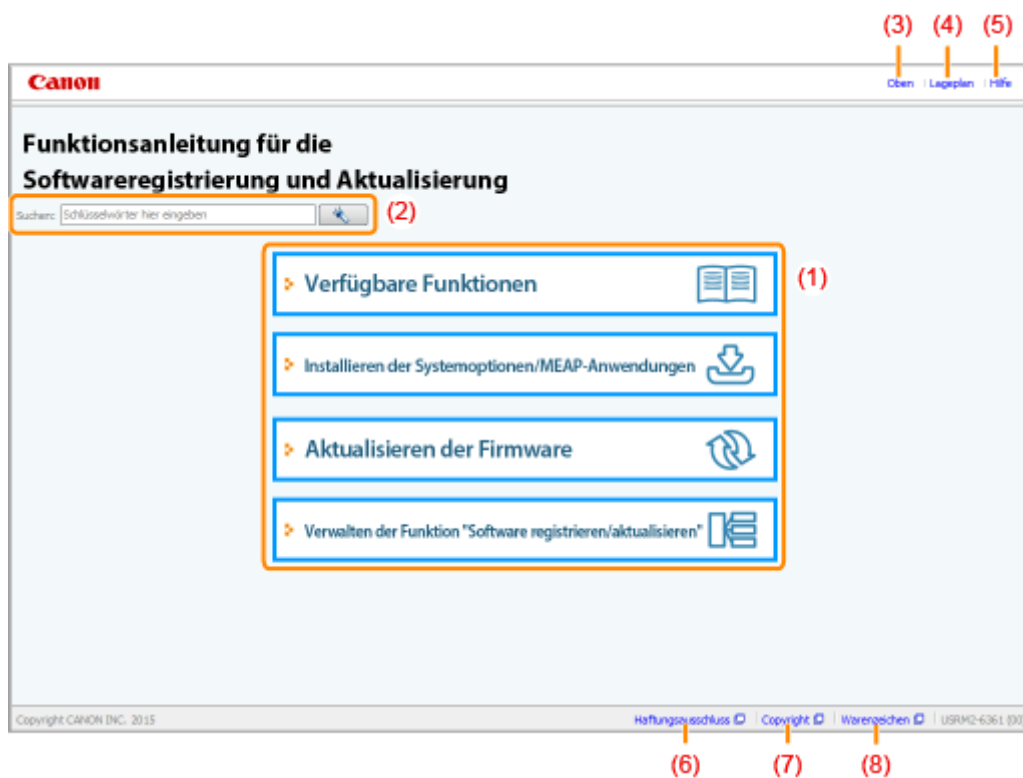 (3) (4) (5)
Canon
Oben Lageplan Hilfe
Funktionsanleitung für die
Softwareregistrierung und Aktualisierung
Suchen: Schlüsselwörter hier eingeben (2)
(1)
Verfügbare Funktionen
Installieren der Systemoptionen/MEAP-Anwendungen
Aktualisieren der Firmware
Verwalten der Funktion "Software registrieren/aktualisieren"
Copyright CANON INC. 2015 Haftungsausschluss Copyright Warenzeichen USRM2-6361 (00)
(6) (7) (8)